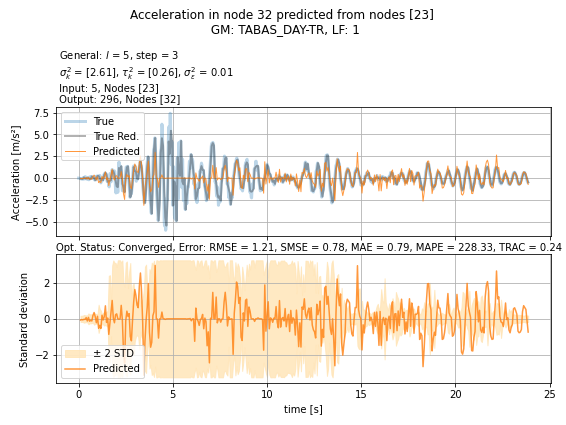 Acceleration in node 32 predicted from nodes [23]
GM: TABAS_DAY-TR, LF: 1
General: l = 5, step = 3
σ_k² = [2.61], τ_k² = [0.26], σ_ε² = 0.01
Input: 5, Nodes [23]
Output: 296, Nodes [32]
Acceleration [m/s²]
7.5
5.0
2.5
0.0
−2.5
−5.0
True
True Red.
Predicted
Opt. Status: Converged, Error: RMSE = 1.21, SMSE = 0.78, MAE = 0.79, MAPE = 228.33, TRAC = 0.24
Standard deviation
2
0
−2
± 2 STD
Predicted
0
5
10
15
20
25
time [s]